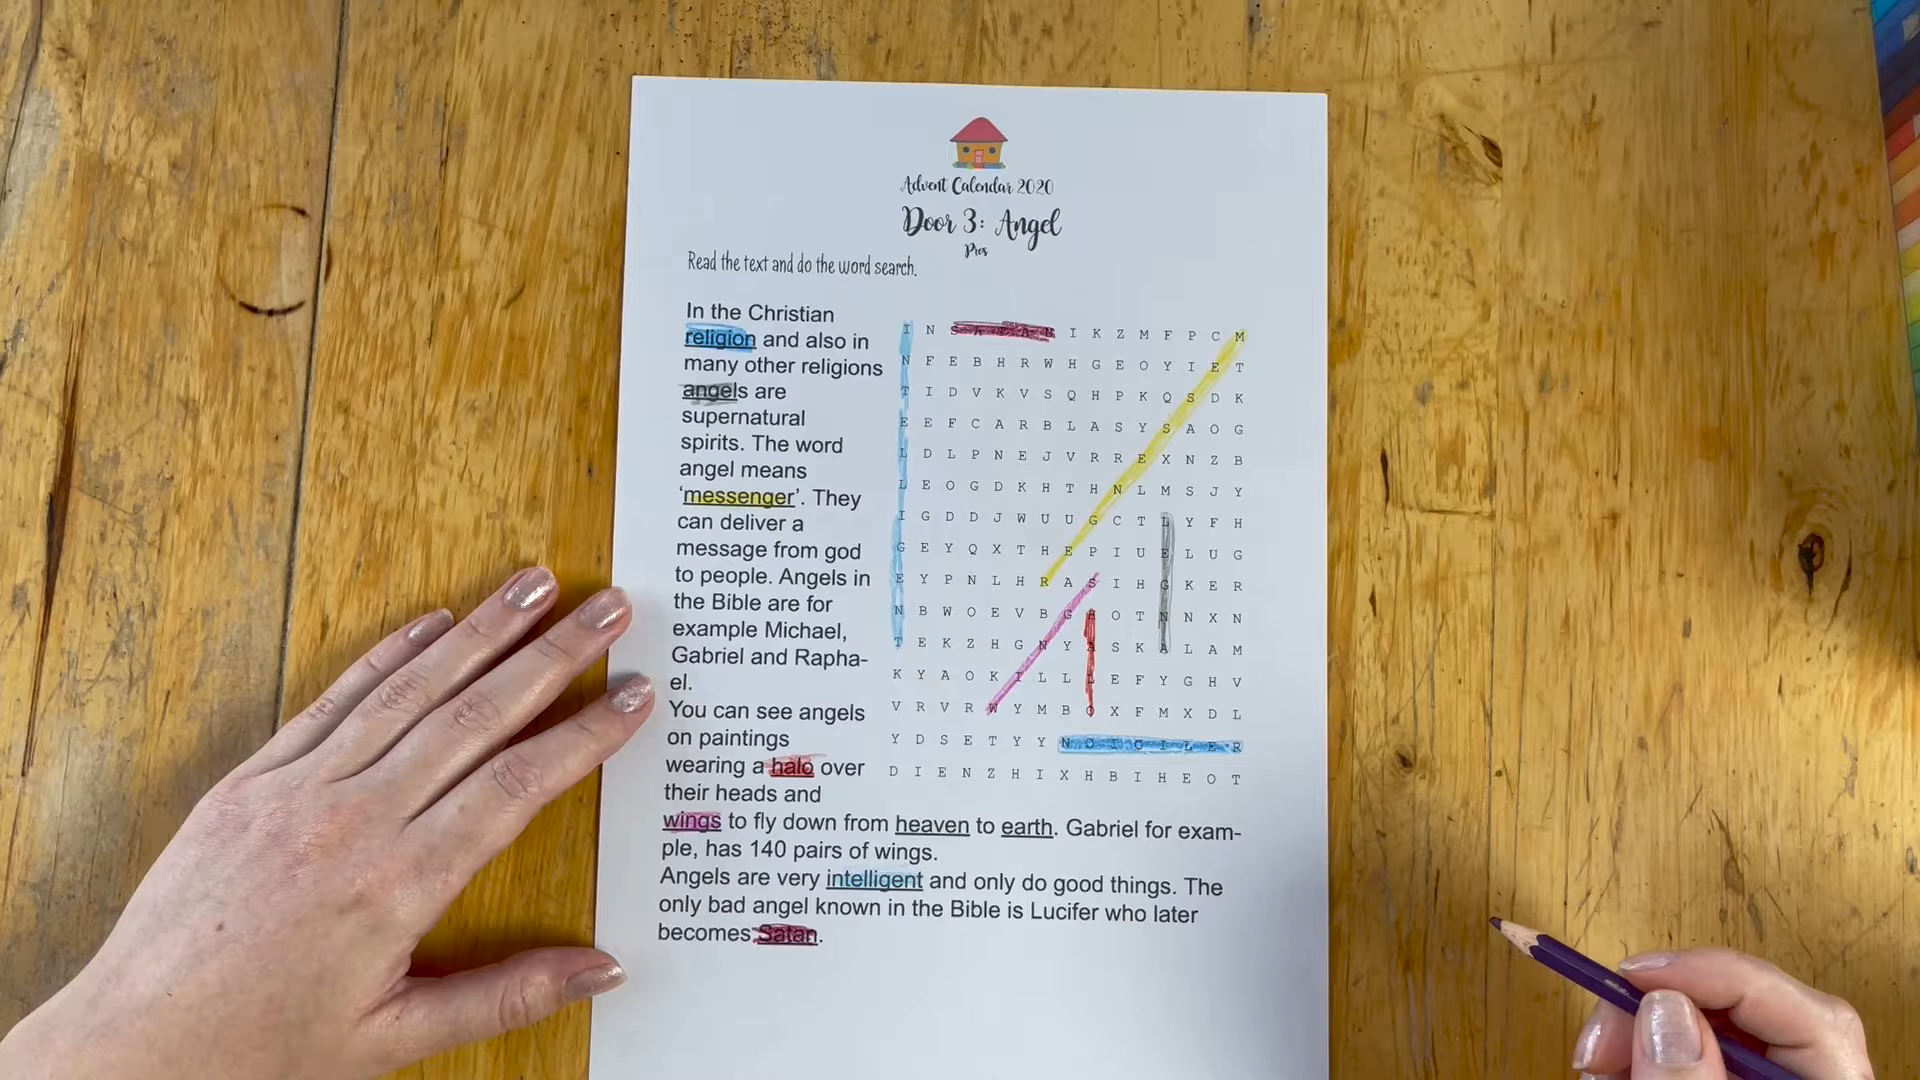 Advent Calendar 2020
Door 3: Angel
Pros
Read the text and do the word search.
In the Christian
religion and also in
many other religions
angels are
supernatural
spirits. The word
angel means
‘messenger’. They
can deliver a
message from god
to people. Angels in
the Bible are for
example Michael,
Gabriel and Rapha-
el.
You can see angels
on paintings
wearing a halo over
their heads and
wings to fly down from heaven to earth. Gabriel for exam-
ple, has 140 pairs of wings.
Angels are very intelligent and only do good things. The
only bad angel known in the Bible is Lucifer who later
becomes Satan.
I N S A T A N I K Z M F P C M
N F E B H R W H G E O Y I E T
T I D V K V S Q H P K Q S D K
E E F C A R B L A S Y S A O G
L D L P N E J V R R E X N Z B
L E O G D K H T H N L M S J Y
I G D D J W U U G C T L Y F H
G E Y Q X T H E P I U E L U G
E Y P N L H R A S I H G K E R
N B W O E V B G H O T N N X N
T E K Z H G N Y A S K A L A M
K Y A O K I L L L E F Y G H V
V R V R W Y M B O X F M X D L
Y D S E T Y Y N O I G I L E R
D I E N Z H I X H B I H E O T